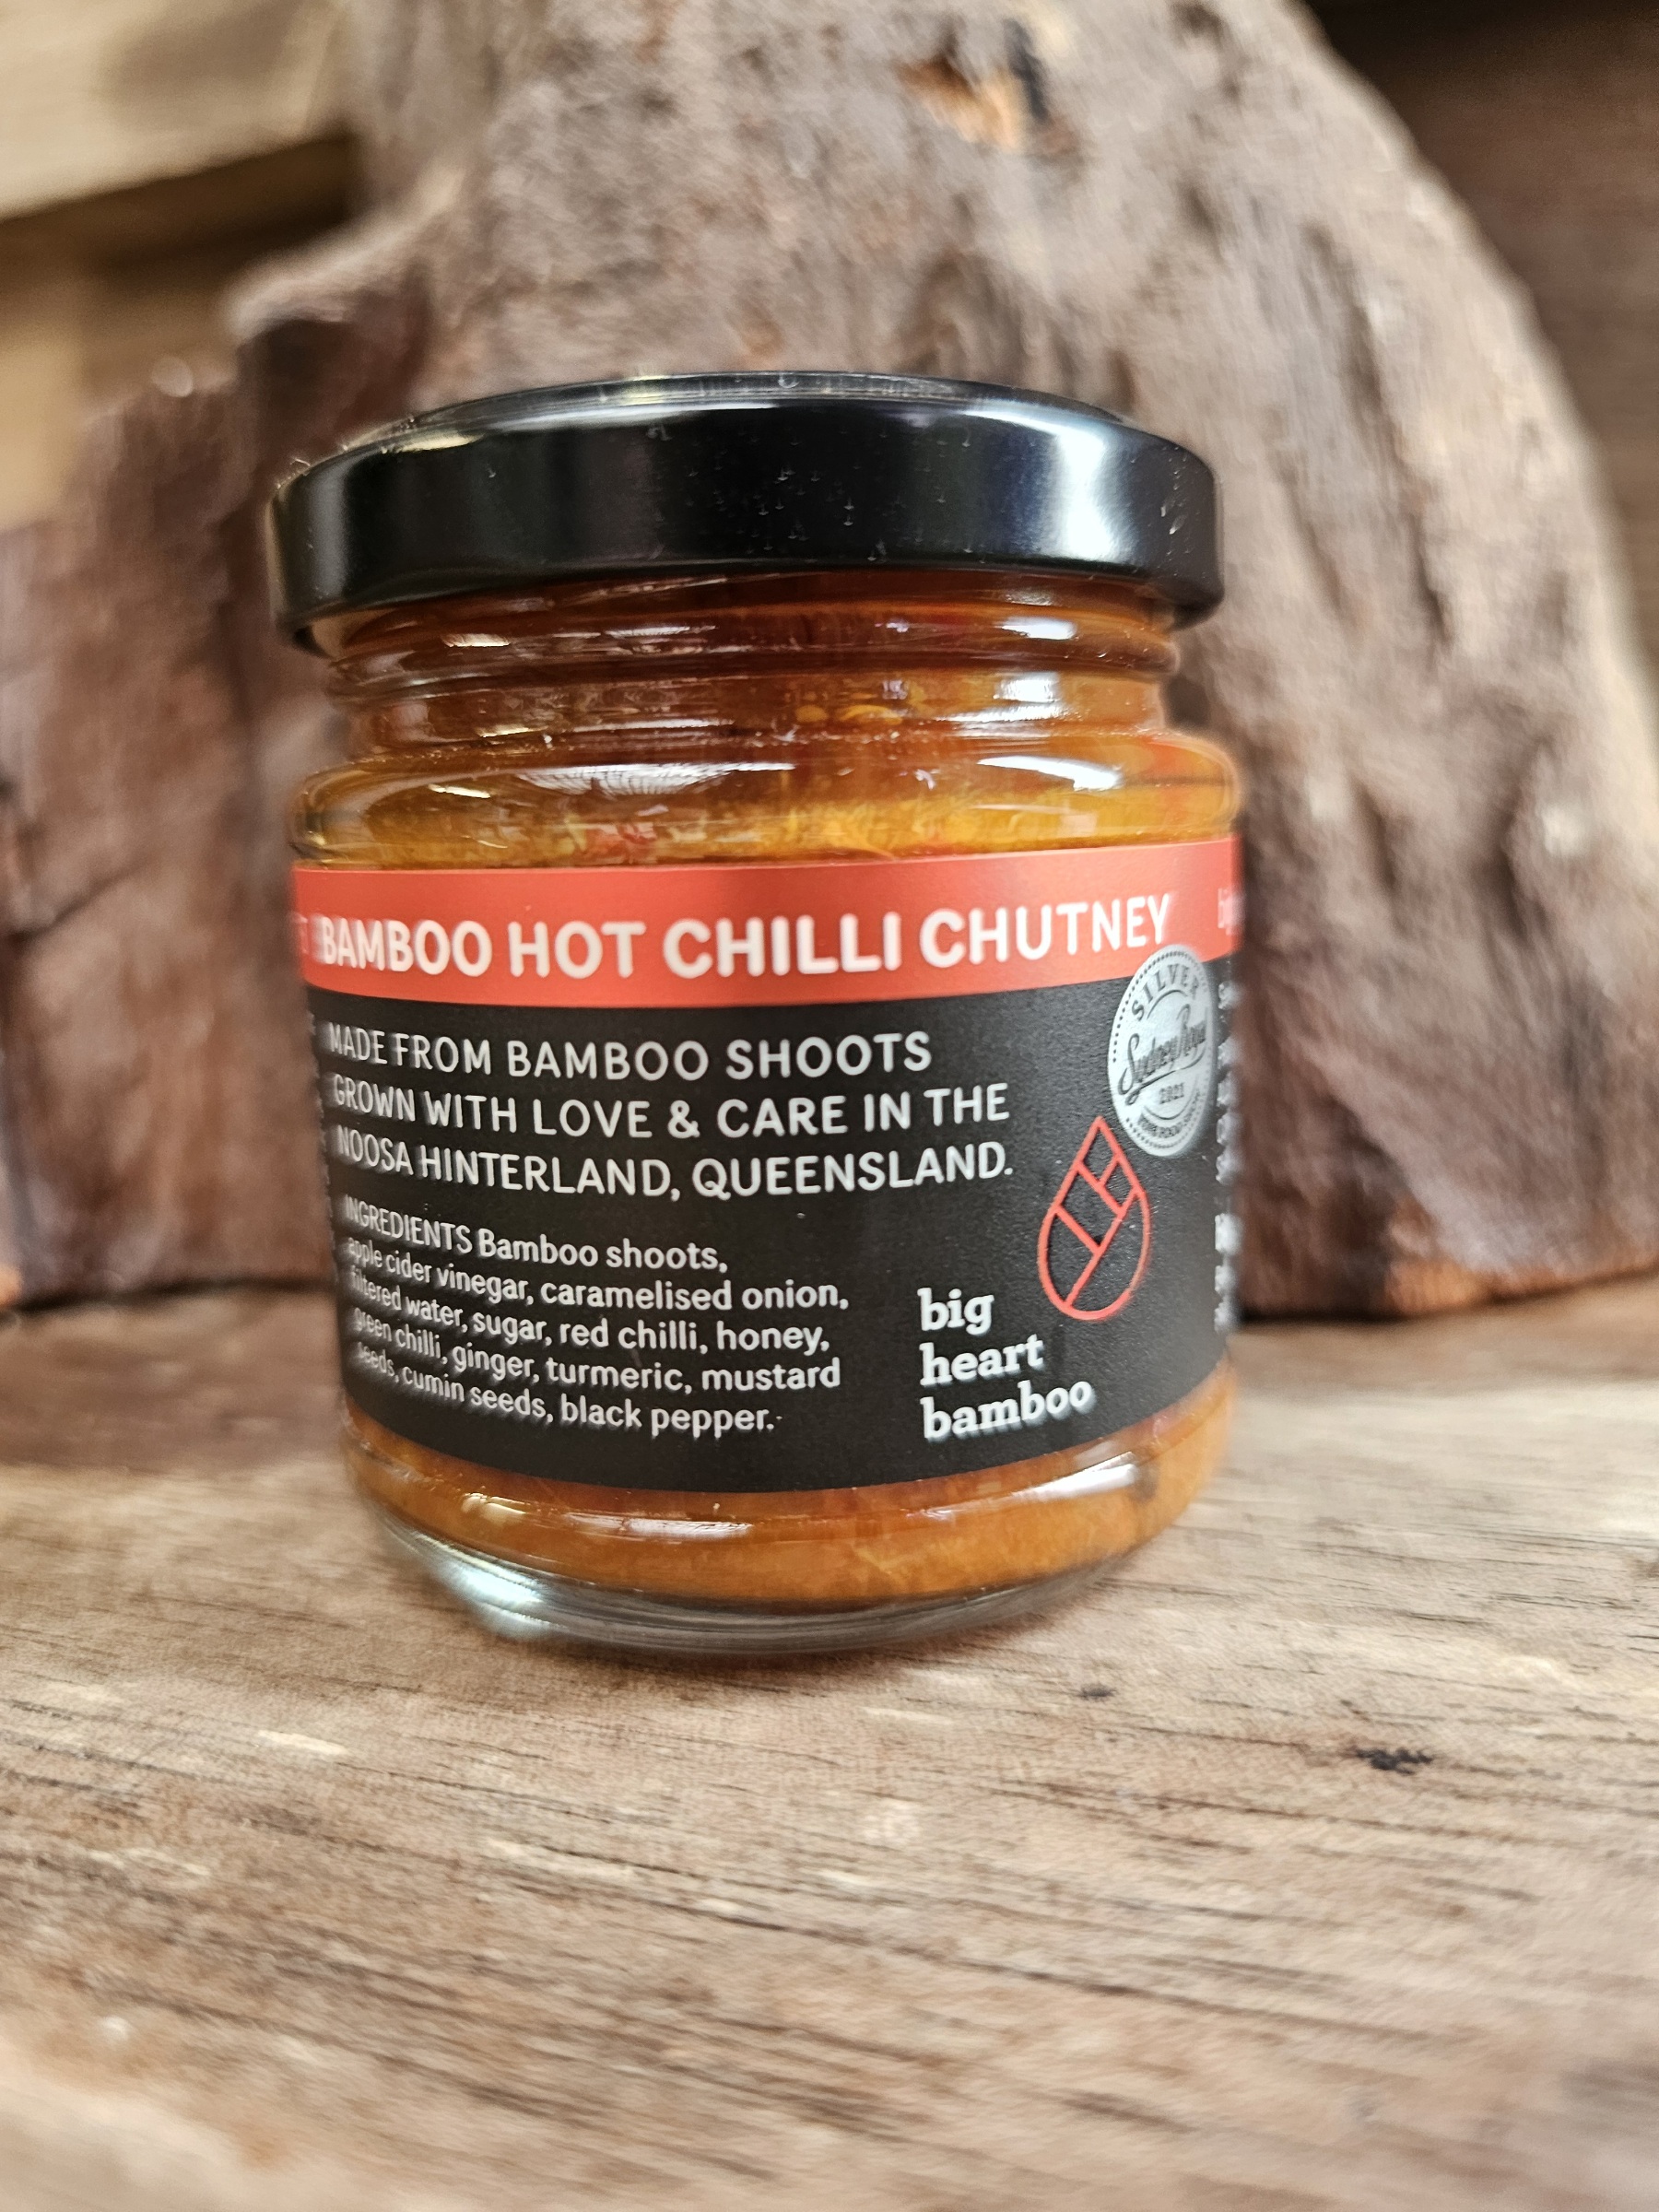 BAMBOO HOT CHILLI CHUTNEY
MADE FROM BAMBOO SHOOTS
GROWN WITH LOVE & CARE IN THE
NOOSA HINTERLAND, QUEENSLAND.
INGREDIENTS Bamboo shoots,
apple cider vinegar, caramelised onion,
filtered water, sugar, red chilli, honey,
green chilli, ginger, turmeric, mustard
seeds, cumin seeds, black pepper.
big
heart
bamboo
SILVER
Sydney Royal
2021